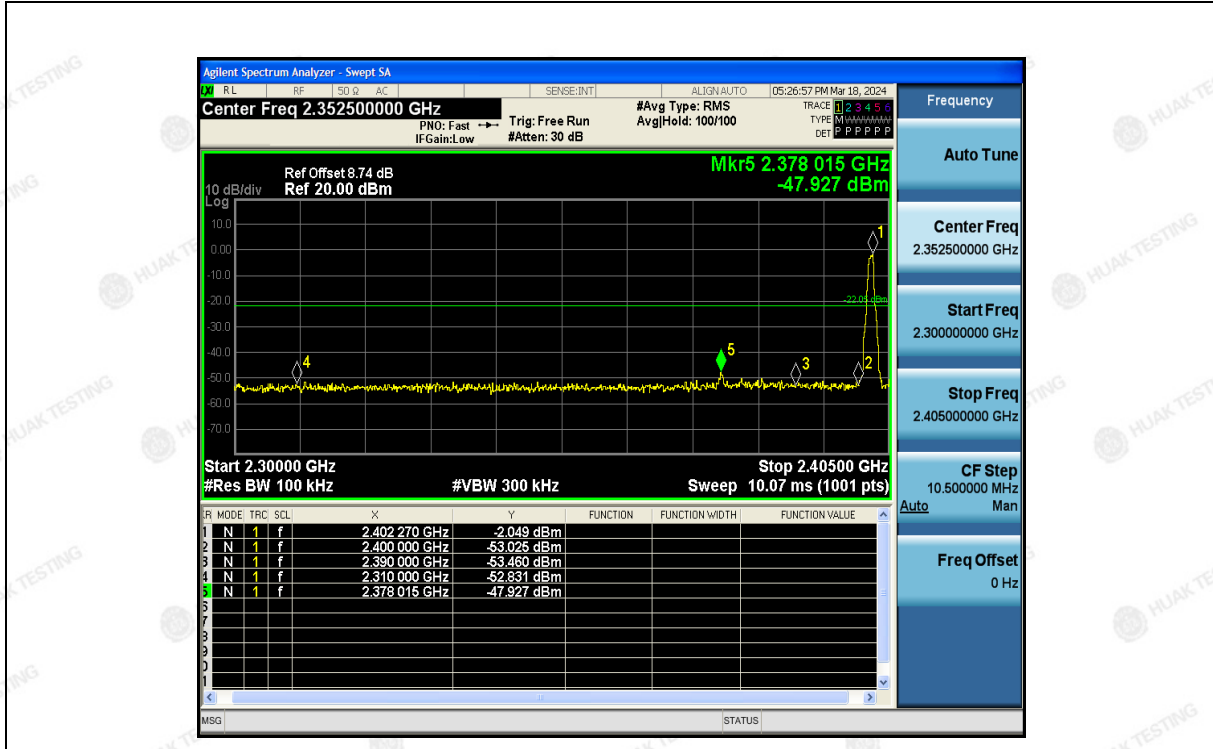 Agilent Spectrum Analyzer - Swept SA
LXI RL RF 50 Ω AC SENSE:INT ALIGN AUTO 05:26:57 PM Mar 18, 2024
Center Freq 2.352500000 GHz
PNO: Fast
IFGain:Low
Trig: Free Run
#Atten: 30 dB
#Avg Type: RMS
Avg|Hold: 100/100
TRACE 1 2 3 4 5 6
TYPE M
DET P P P P P P
Frequency
Auto Tune
Center Freq
2.352500000 GHz
Start Freq
2.300000000 GHz
Stop Freq
2.405000000 GHz
CF Step
10.500000 MHz
Auto Man
Freq Offset
0 Hz
Mkr5 2.378 015 GHz
-47.927 dBm
Ref Offset 8.74 dB
10 dB/div Ref 20.00 dBm
Log
10.0
0.00
-10.0
-20.0
-30.0
-40.0
-50.0
-60.0
-70.0
-22.05 dBm
1
2
3
4
5
Start 2.30000 GHz Stop 2.40500 GHz
#Res BW 100 kHz #VBW 300 kHz Sweep 10.07 ms (1001 pts)
MODE TRC SCL X Y FUNCTION FUNCTION WIDTH FUNCTION VALUE
N 1 f 2.402 270 GHz -2.049 dBm
N 1 f 2.400 000 GHz -53.025 dBm
N 1 f 2.390 000 GHz -53.460 dBm
N 1 f 2.310 000 GHz -52.831 dBm
5 N 1 f 2.378 015 GHz -47.927 dBm
MSG STATUS
HUAK TESTING